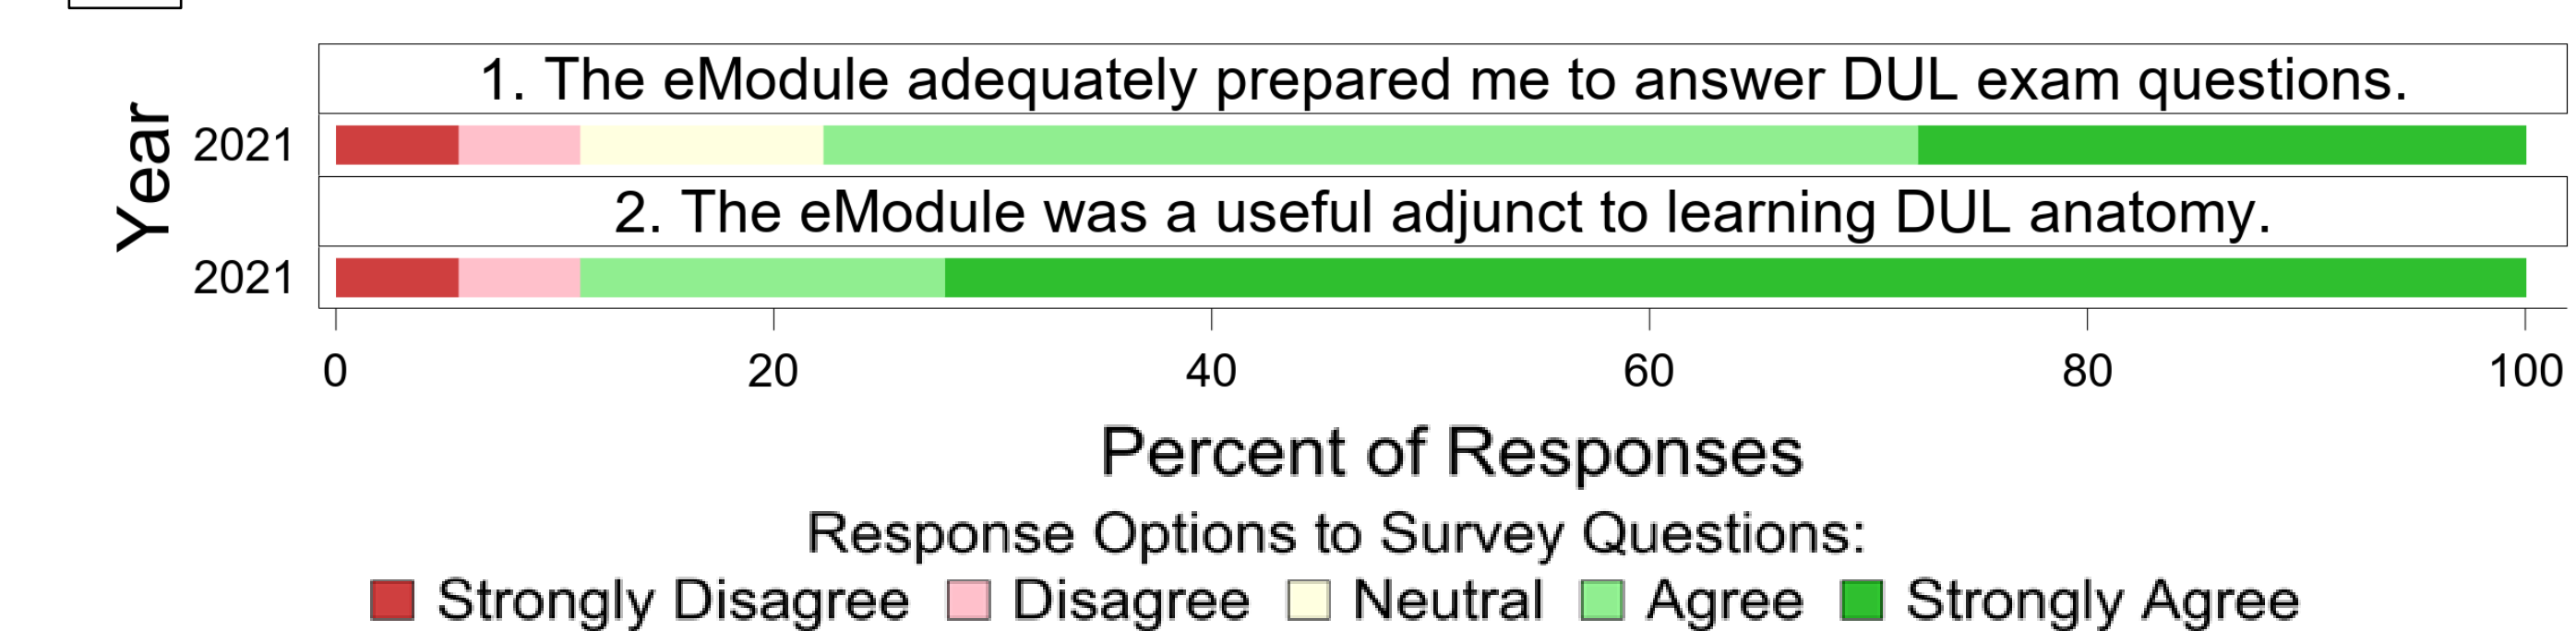 1. The eModule adequately prepared me to answer DUL exam questions.
Year
2021
2. The eModule was a useful adjunct to learning DUL anatomy.
2021
0 20 40 60 80 100
Percent of Responses
Response Options to Survey Questions:
Strongly Disagree Disagree Neutral Agree Strongly Agree